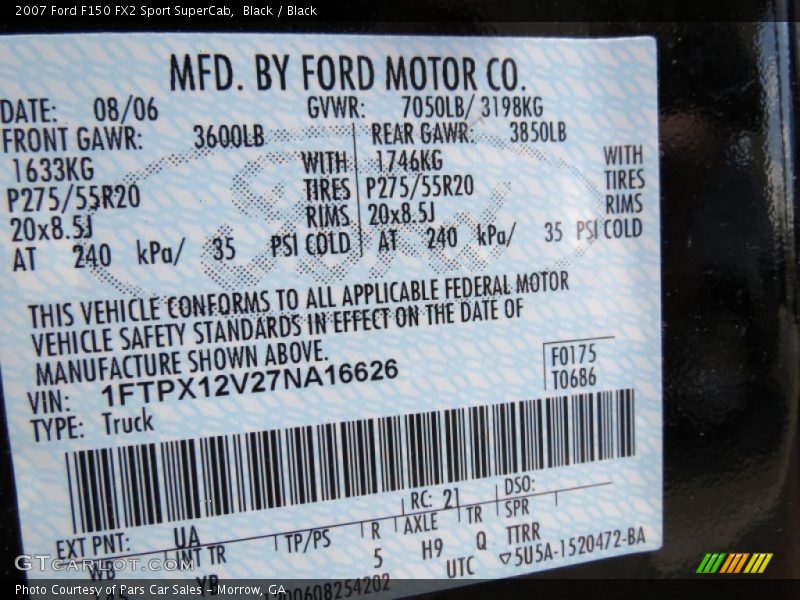 2007 Ford F150 FX2 Sport SuperCab, Black / Black
MFD. BY FORD MOTOR CO.
DATE: 08/06 GVWR: 7050LB/ 3198KG
FRONT GAWR: 3600LB REAR GAWR: 3850LB
1633KG WITH 1746KG WITH
P275/55R20 TIRES P275/55R20 TIRES
20x8.5J RIMS 20x8.5J RIMS
AT 240 kPa/ 35 PSI COLD AT 240 kPa/ 35 PSI COLD
THIS VEHICLE CONFORMS TO ALL APPLICABLE FEDERAL MOTOR
VEHICLE SAFETY STANDARDS IN EFFECT ON THE DATE OF
MANUFACTURE SHOWN ABOVE.
VIN: 1FTPX12V27NA16626
F0175
T0686
TYPE: Truck
EXT PNT: UA RC: 21 DSO:
WB INT TR TP/PS R AXLE TR SPR
YB 5 H9 Q TTRR
UTC ▽5U5A-1520472-BA
GTCarLot.com
Photo Courtesy of Pars Car Sales - Morrow, GA